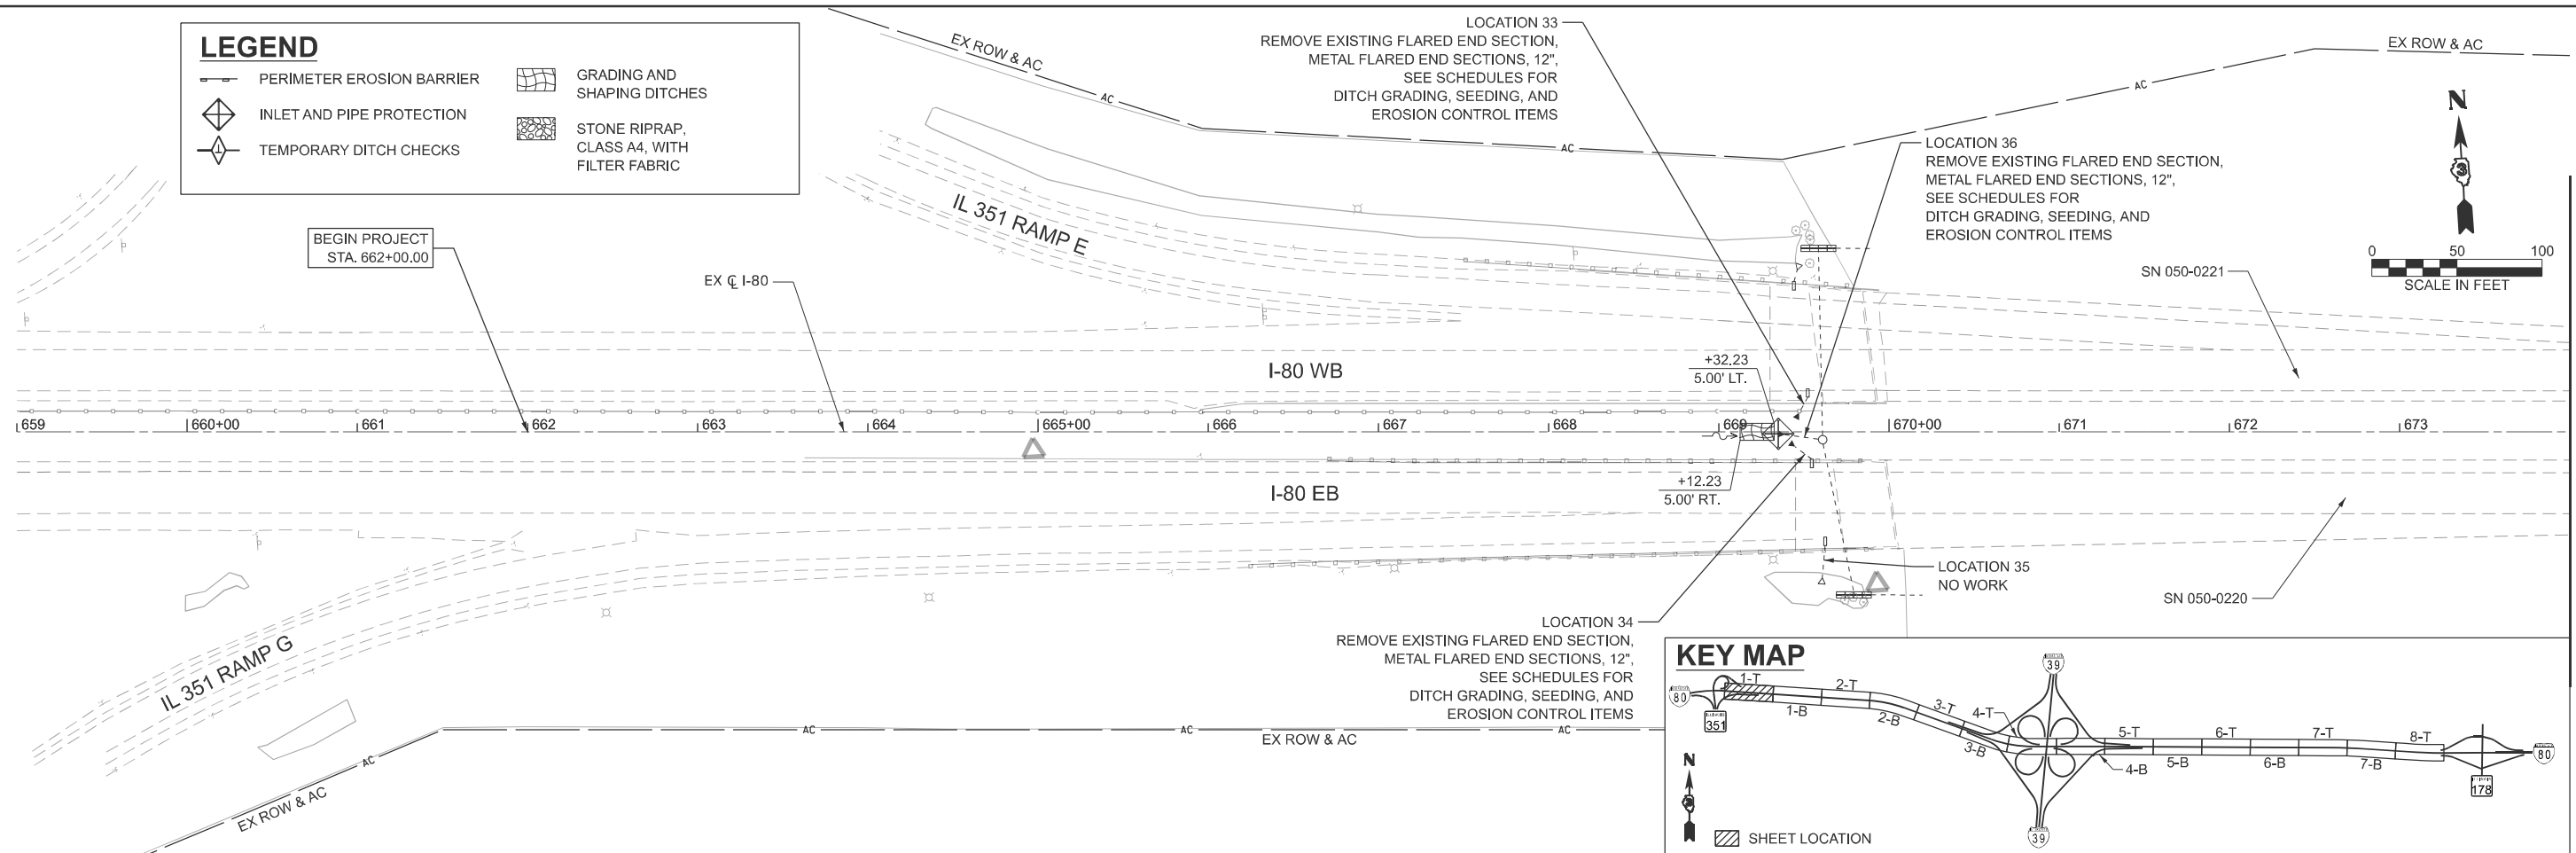 LEGEND
PERIMETER EROSION BARRIER
INLET AND PIPE PROTECTION
TEMPORARY DITCH CHECKS
GRADING AND
SHAPING DITCHES
STONE RIPRAP,
CLASS A4, WITH
FILTER FABRIC
EX ROW & AC
AC
AC
LOCATION 33
REMOVE EXISTING FLARED END SECTION,
METAL FLARED END SECTIONS, 12",
SEE SCHEDULES FOR
DITCH GRADING, SEEDING, AND
EROSION CONTROL ITEMS
AC
EX ROW & AC
N
3
LOCATION 36
REMOVE EXISTING FLARED END SECTION,
METAL FLARED END SECTIONS, 12",
SEE SCHEDULES FOR
DITCH GRADING, SEEDING, AND
EROSION CONTROL ITEMS
0 50 100
SCALE IN FEET
SN 050-0221
BEGIN PROJECT
STA. 662+00.00
EX ℄ I-80
IL 351 RAMP E
I-80 WB
+32.23
5.00' LT.
659 660+00 661 662 663 664 665+00 666 667 668 669 670+00 671 672 673
I-80 EB
+12.23
5.00' RT.
LOCATION 35
NO WORK
SN 050-0220
IL 351 RAMP G
LOCATION 34
REMOVE EXISTING FLARED END SECTION,
METAL FLARED END SECTIONS, 12",
SEE SCHEDULES FOR
DITCH GRADING, SEEDING, AND
EROSION CONTROL ITEMS
AC
AC
AC
AC
EX ROW & AC
EX ROW & AC
KEY MAP
80
351
1-T
1-B
2-T
2-B
3-T
3-B
4-T
4-B
39
39
5-T
5-B
6-T
6-B
7-T
7-B
8-T
178
80
N
SHEET LOCATION